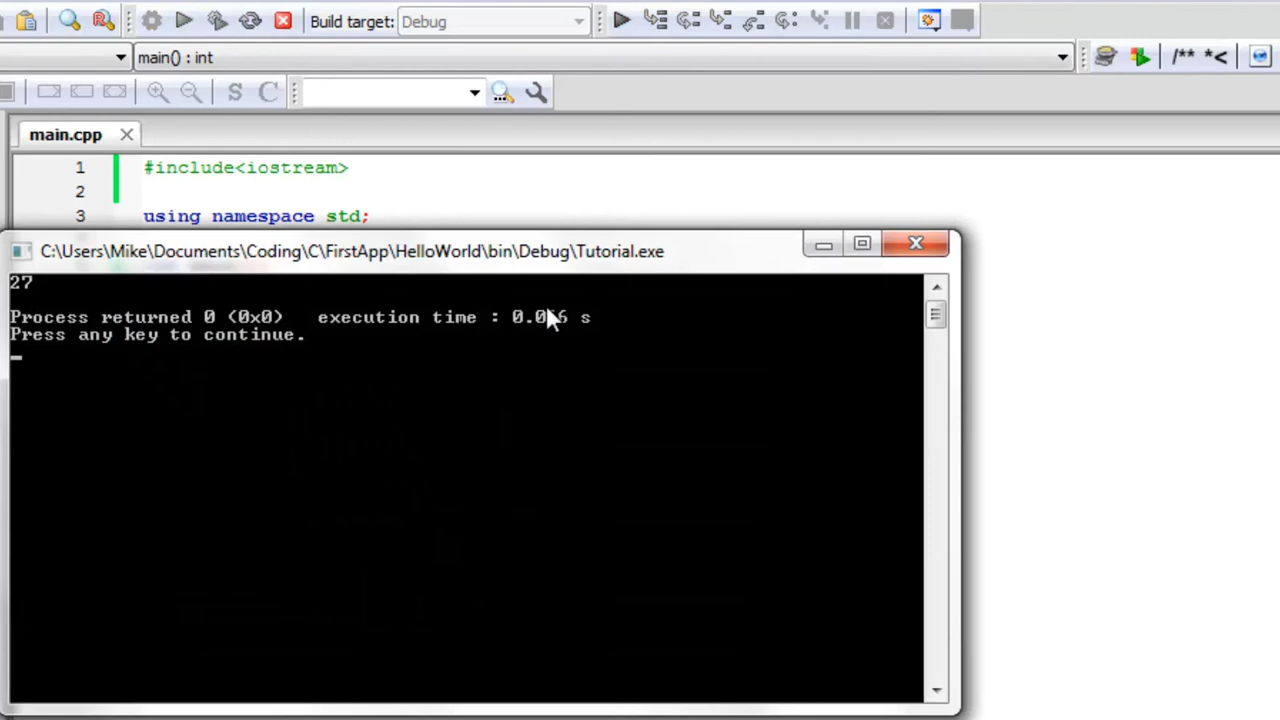 Build target: Debug
main() : int
/** *<
S C
main.cpp
1 #include<iostream>
2
3 using namespace std;
C:\Users\Mike\Documents\Coding\C\FirstApp\HelloWorld\bin\Debug\Tutorial.exe
27
Process returned 0 (0x0) execution time : s
Press any key to continue.